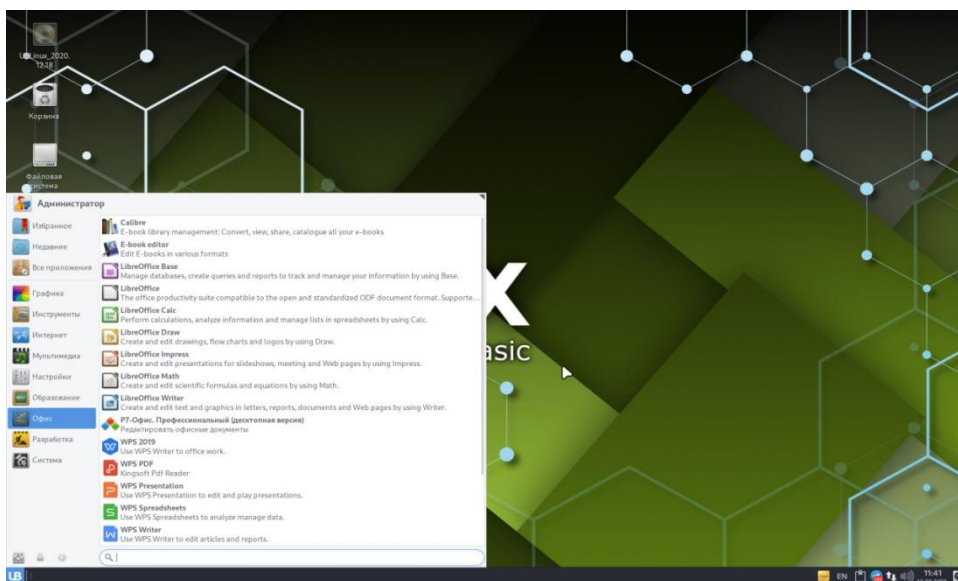 UBLinux_2020.
12.18
Корзина
Файловая
система
Администратор
Избранное
Недавние
Все приложения
Графика
Инструменты
Интернет
Мультимедиа
Настройки
Образование
Офис
Разработка
Система
Calibre
E-book library management: Convert, view, share, catalogue all your e-books
E-book editor
Edit E-books in various formats
LibreOffice Base
Manage databases, create queries and reports to track and manage your information by using Base.
LibreOffice
The office productivity suite compatible to the open and standardized ODF document format. Supporte...
LibreOffice Calc
Perform calculations, analyze information and manage lists in spreadsheets by using Calc.
LibreOffice Draw
Create and edit drawings, flow charts and logos by using Draw.
LibreOffice Impress
Create and edit presentations for slideshows, meeting and Web pages by using Impress.
LibreOffice Math
Create and edit scientific formulas and equations by using Math.
LibreOffice Writer
Create and edit text and graphics in letters, reports, documents and Web pages by using Writer.
Р7-Офис. Профессиональный (десктопная версия)
Редактировать офисные документы
WPS 2019
Use WPS Writer to office work.
WPS PDF
Kingsoft Pdf Reader
WPS Presentation
Use WPS Presentation to edit and play presentations.
WPS Spreadsheets
Use WPS Spreadsheets to analyze manage data.
WPS Writer
Use WPS Writer to edit articles and reports.
x
asic
UB
EN
11:41